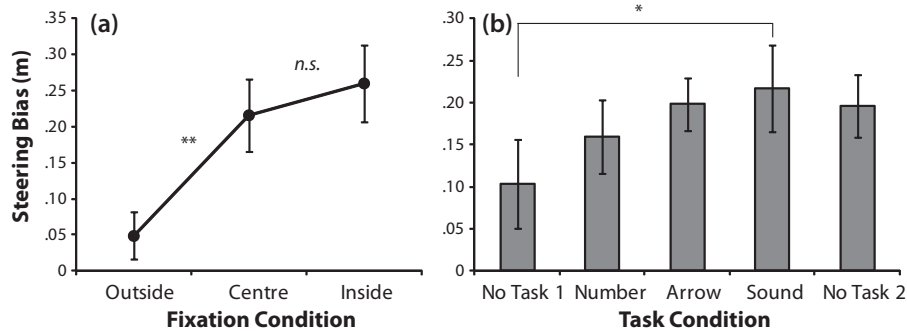 (a)
Steering Bias (m)
.35
.30
.25
.20
.15
.10
.05
0
**
n.s.
Outside Centre Inside
Fixation Condition
(b)
.30
.25
.20
.15
.10
.05
0
*
No Task 1 Number Arrow Sound No Task 2
Task Condition